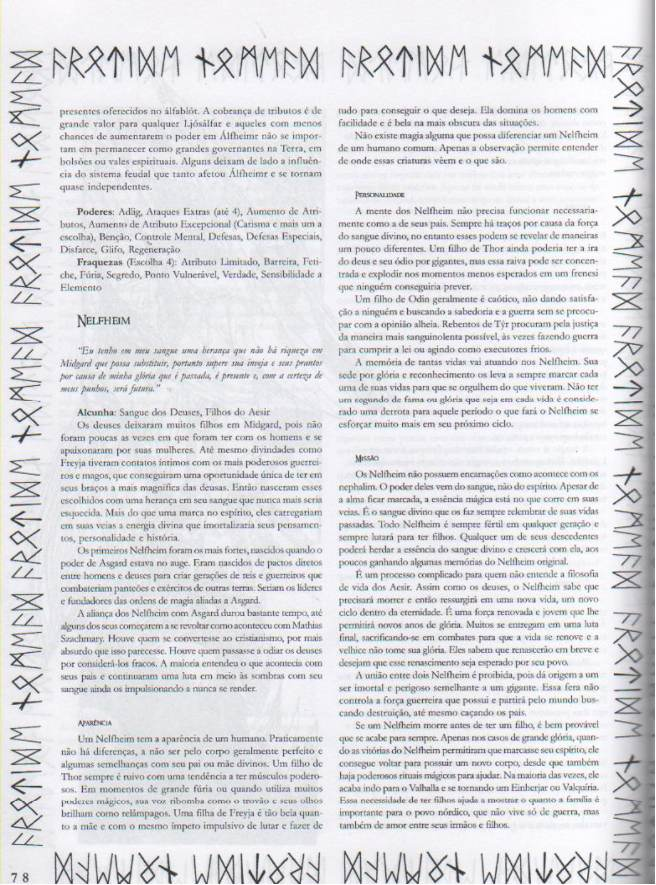 presentes oferecidos no álfablót. A cobrança de tributos é de
grande valor para qualquer Ljósálfar e aqueles com menos
chances de aumentarem o poder em Álfheimr não se impor-
tam em permanecer como grandes governantes na Terra, em
bolsões ou vales espirituais. Alguns deixam de lado a influên-
cia do sistema feudal que tanto afetou Álfheimr e se tornam
quase independentes.
Poderes: Adlig, Ataques Extras (até 4), Aumento de Atri-
butos, Aumento de Atributo Excepcional (Carisma e mais um a
escolha), Benção, Controle Mental, Defesas, Defesas Especiais,
Disfarce, Glifo, Regeneração
Fraquezas (Escolha 4): Atributo Limitado, Barreira, Feti-
che, Fúria, Segredo, Ponto Vulnerável, Verdade, Sensibilidade a
Elemento
NELFHEIM
"Eu tenho em meu sangue uma herança que não há riqueza em
Midgard que possa substituir, portanto supere sua inveja e seus prantos
por causa de minha glória que é passada, é presente e, com a certeza de
meus punhos, será futura."
Alcunha: Sangue dos Deuses, Filhos do Aesir
Os deuses deixaram muitos filhos em Midgard, pois não
foram poucas as vezes em que foram ter com os homens e se
apaixonaram por suas mulheres. Até mesmo divindades como
Freyja tiveram contatos íntimos com os mais poderosos guerrei-
ros e magos, que conseguiram uma oportunidade única de ter em
seus braços a mais magnífica das deusas. Então nasceram esses
escolhidos com uma herança em seu sangue que nunca mais seria
esquecida. Mais do que uma marca no espírito, eles carregariam
em suas veias a energia divina que imortalizaria seus pensamen-
tos, personalidade e história.
Os primeiros Nelfheim foram os mais fortes, nascidos quando o
poder de Asgard estava no auge. Eram nascidos de pactos diretos
entre homens e deuses para criar gerações de reis e guerreiros que
combateriam panteões e exércitos de outras terras. Seriam os líderes
e fundadores das ordens de magia aliadas a Asgard.
A aliança dos Nelfheim com Asgard durou bastante tempo, até
alguns dos seus começarem a se revoltar como aconteceu com Mathias
Szachmary. Houve quem se convertesse ao cristianismo, por mais
absurdo que isso parecesse. Houve quem passasse a odiar os deuses
por considerá-los fracos. A maioria entendeu o que acontecia com
seus pais e continuaram uma luta em meio às sombras com seu
sangue ainda os impulsionando a nunca se render.
APARÊNCIA
Um Nelfheim tem a aparência de um humano. Praticamente
não há diferenças, a não ser pelo corpo geralmente perfeito e
algumas semelhanças com seu pai ou mãe divinos. Um filho de
Thor sempre é ruivo com uma tendência a ter músculos podero-
sos. Em momentos de grande fúria ou quando utiliza muitos
poderes mágicos, sua voz ribomba como o trovão e seus olhos
brilham como relâmpagos. Uma filha de Freyja é tão bela quan-
to a mãe e com o mesmo ímpeto impulsivo de lutar e fazer de
78
tudo para conseguir o que deseja. Ela domina os homens com
facilidade e é bela na mais obscura das situações.
Não existe magia alguma que possa diferenciar um Nelfheim
de um humano comum. Apenas a observação permite entender
de onde essas criaturas vêem e o que são.
PERSONALIDADE
A mente dos Nelfheim não precisa funcionar necessaria-
mente como a de seus pais. Sempre há traços por causa da força
do sangue divino, no entanto esses podem se revelar de maneiras
um pouco diferentes. Um filho de Thor ainda poderia ter a ira
do deus e seu ódio por gigantes, mas essa raiva pode ser concen-
trada e explodir nos momentos menos esperados em um frenesi
que ninguém conseguiria prever.
Um filho de Odin geralmente é caótico, não dando satisfa-
ção a ninguém e buscando a sabedoria e a guerra sem se preocu-
par com a opinião alheia. Rebentos de Týr procuram pela justiça
da maneira mais sanguinolenta possível, às vezes fazendo guerra
para cumprir a lei ou agindo como executores frios.
A memória de tantas vidas vai atuando nos Nelfheim. Sua
sede por glória e reconhecimento os leva a sempre marcar cada
uma de suas vidas para que se orgulhem do que viveram. Não ter
um segundo de fama ou glória que seja em cada vida é conside-
rado uma derrota para aquele período o que fará o Nelfheim se
esforçar muito mais em seu próximo ciclo.
MISSÃO
Os Nelfheim não possuem encarnações como acontece com os
nephalim. O poder deles vem do sangue, não do espírito. Apesar de
a alma ficar marcada, a essência mágica está no que corre em suas
veias. É o sangue divino que os faz sempre relembrar de suas vidas
passadas. Todo Nelfheim é sempre fértil em qualquer geração e
sempre lutará para ter filhos. Qualquer um de seus descendentes
poderá herdar a essência do sangue divino e crescerá com ela, aos
poucos ganhando algumas memórias do Nelfheim original.
É um processo complicado para quem não entende a filosofia
de vida dos Aesir. Assim como os deuses, o Nelfheim sabe que
precisará morrer e então ressurgirá em uma nova vida, um novo
ciclo dentro da eternidade. É uma força renovada e jovem que lhe
permitirá novos anos de glória. Muitos se entregam em uma luta
final, sacrificando-se em combates para que a vida se renove e a
velhice não tome sua glória. Eles sabem que renascerão em breve e
desejam que esse renascimento seja esperado por seu povo.
A união entre dois Nelfheim é proibida, pois dá origem a um
ser imortal e perigoso semelhante a um gigante. Essa fera não
controla a força guerreira que possui e partirá pelo mundo bus-
cando destruição, até mesmo caçando os pais.
Se um Nelfheim morre antes de ter um filho, é bem provável
que se acabe para sempre. Apenas nos casos de grande glória, quan-
do as vitórias do Nelfheim permitiram que marcasse seu espírito, ele
consegue voltar para possuir um novo corpo, desde que também
haja poderosos rituais mágicos para ajudar. Na maioria das vezes, ele
acaba indo para o Valhalla e se tornando um Einherjar ou Valquíria.
Essa necessidade de ter filhos ajuda a mostrar o quanto a família é
importante para o povo nórdico, que não vive só de guerra, mas
também de amor entre seus irmãos e filhos.